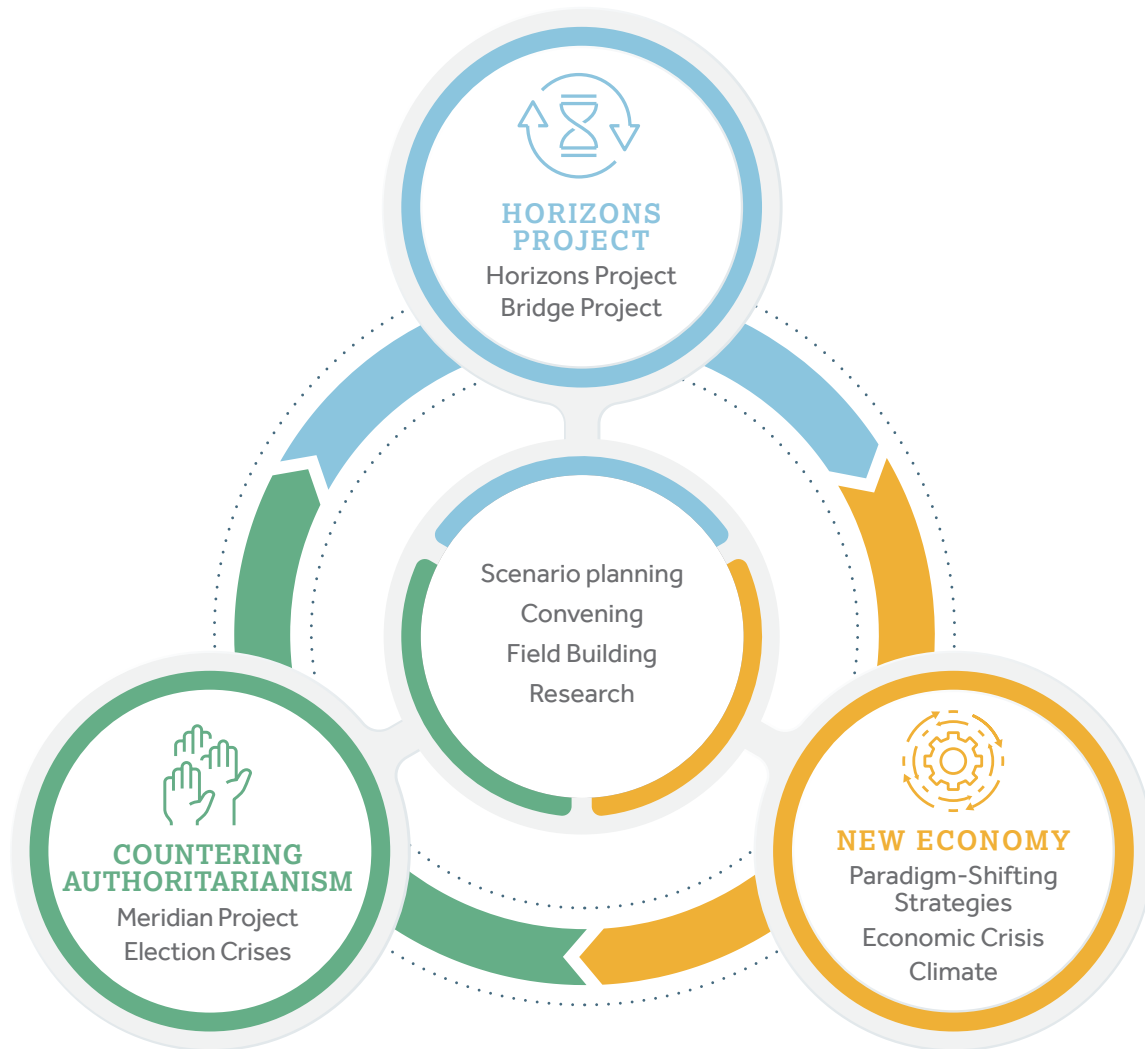 HORIZONS
PROJECT
Horizons Project
Bridge Project
Scenario planning
Convening
Field Building
Research
COUNTERING
AUTHORITARIANISM
Meridian Project
Election Crises
NEW ECONOMY
Paradigm-Shifting
Strategies
Economic Crisis
Climate